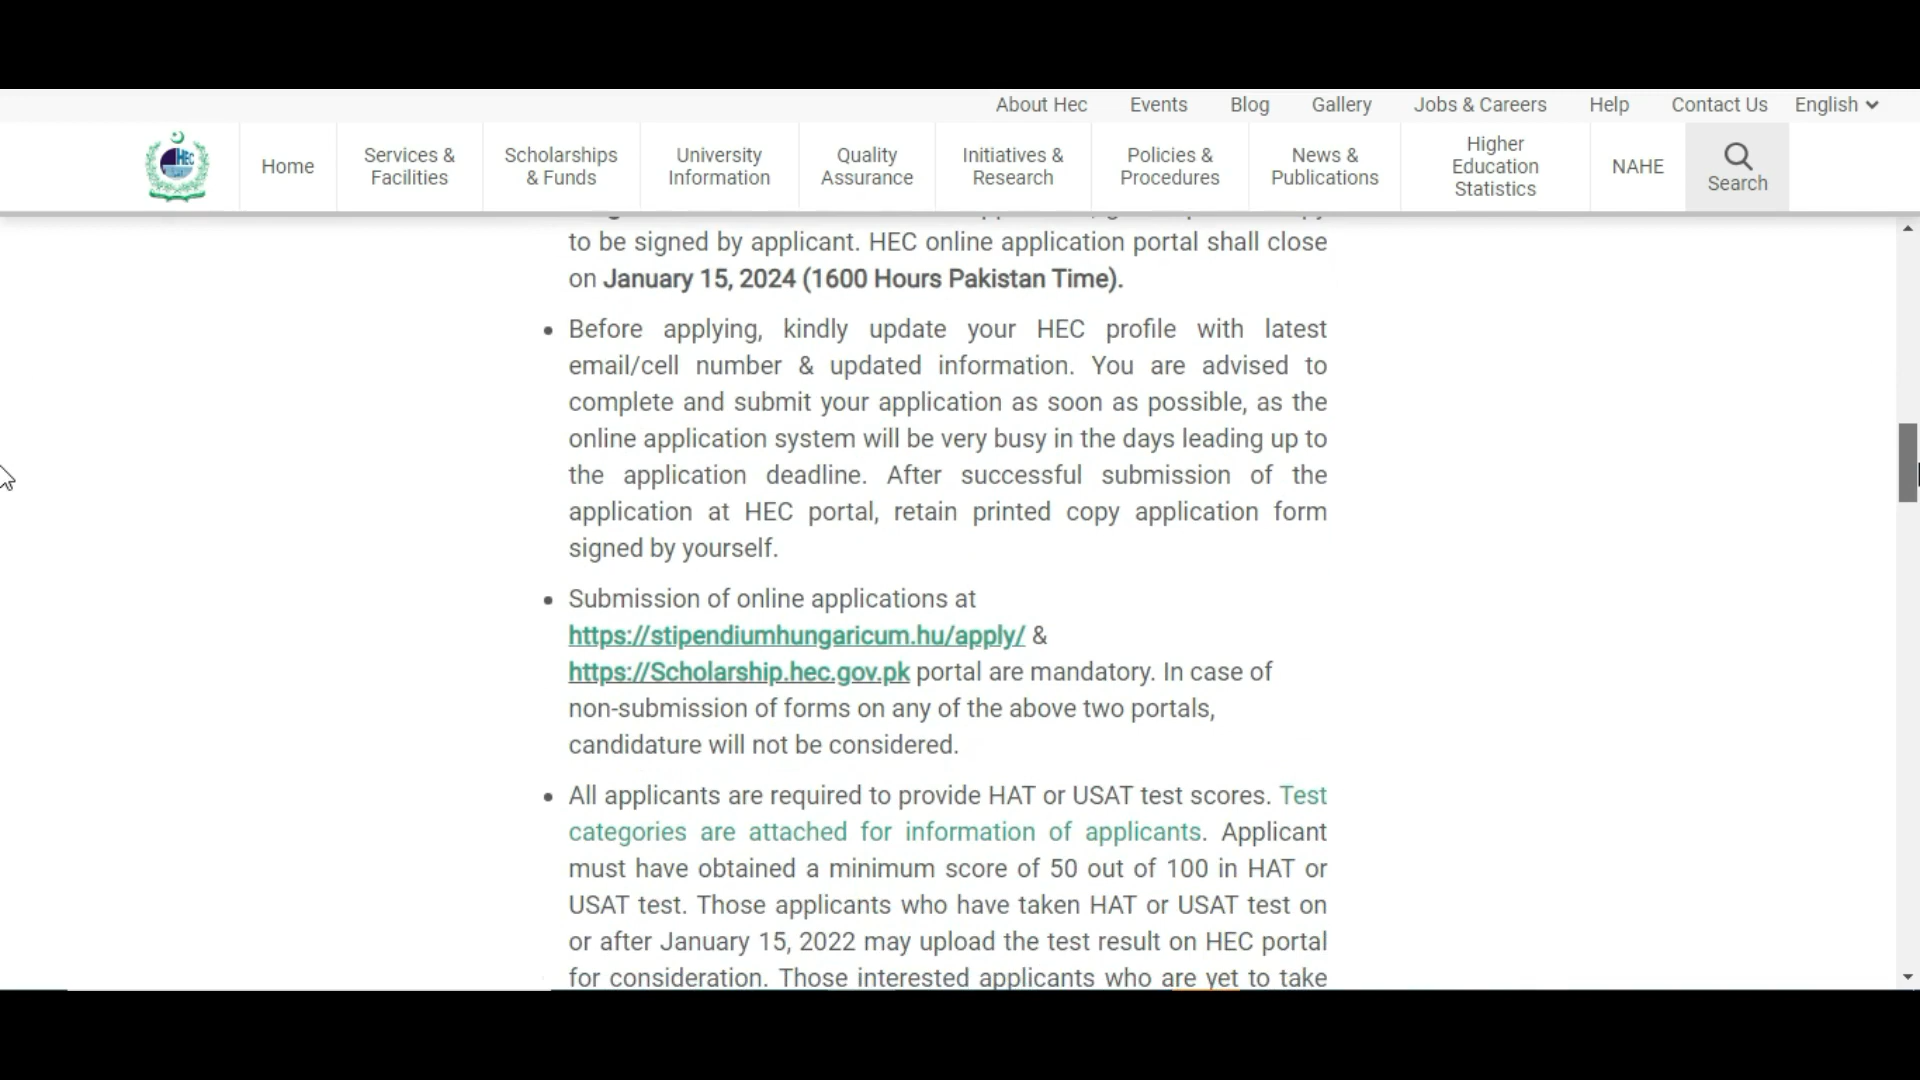 About Hec Events Blog Gallery Jobs & Careers Help Contact Us English
HEC
Home
Services &
Facilities
Scholarships
& Funds
University
Information
Quality
Assurance
Initiatives &
Research
Policies &
Procedures
News &
Publications
Higher
Education
Statistics
NAHE
Search
to be signed by applicant. HEC online application portal shall close
on January 15, 2024 (1600 Hours Pakistan Time).
• Before applying, kindly update your HEC profile with latest
email/cell number & updated information. You are advised to
complete and submit your application as soon as possible, as the
online application system will be very busy in the days leading up to
the application deadline. After successful submission of the
application at HEC portal, retain printed copy application form
signed by yourself.
• Submission of online applications at
https://stipendiumhungaricum.hu/apply/ &
https://Scholarship.hec.gov.pk portal are mandatory. In case of
non-submission of forms on any of the above two portals,
candidature will not be considered.
• All applicants are required to provide HAT or USAT test scores. Test
categories are attached for information of applicants. Applicant
must have obtained a minimum score of 50 out of 100 in HAT or
USAT test. Those applicants who have taken HAT or USAT test on
or after January 15, 2022 may upload the test result on HEC portal
for consideration. Those interested applicants who are yet to take